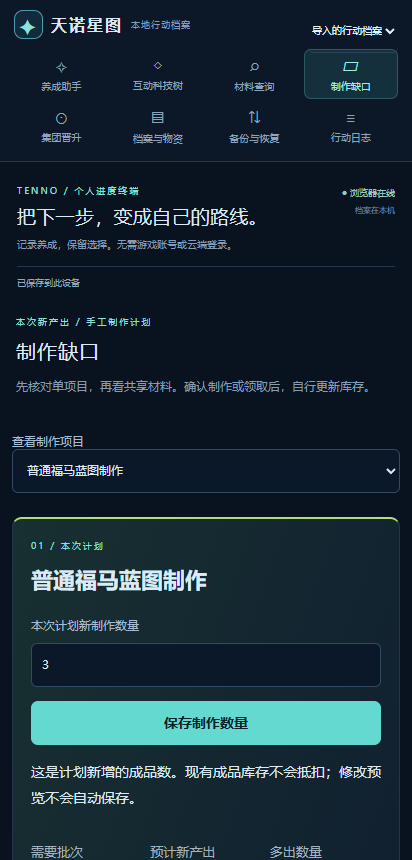 天诺星图 本地行动档案
导入的行动档案
养成助手 互动科技树 材料查询 制作缺口
集团晋升 档案与物资 备份与恢复 行动日志
TENNO / 个人进度终端
浏览器在线
把下一步，变成自己的路线。
档案在本机
记录养成，保留选择。无需游戏账号或云端登录。
已保存到此设备
本次新产出 / 手工制作计划
制作缺口
先核对单项目，再看共享材料。确认制作或领取后，自行更新库存。
查看制作项目
普通福马蓝图制作
01 / 本次计划
普通福马蓝图制作
本次计划新制作数量
3
保存制作数量
这是计划新增的成品数。现有成品库存不会抵扣；修改预
览不会自动保存。
需要批次 预计新产出 多出数量